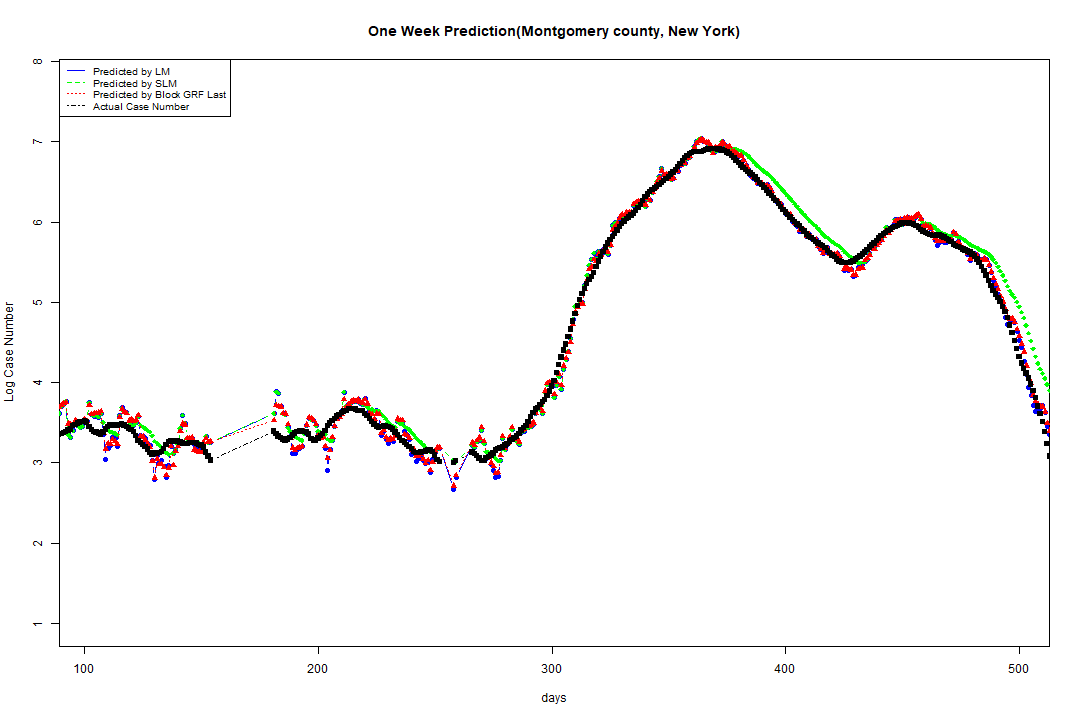 One Week Prediction(Montgomery county, New York)
Predicted by LM
Predicted by SLM
Predicted by Block GRF Last
Actual Case Number
8
7
6
5
4
3
2
1
Log Case Number
100 200 300 400 500
days